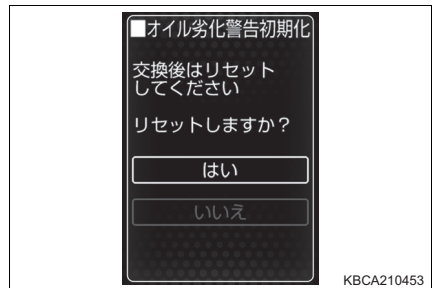 ■オイル劣化警告初期化
交換後はリセット
してください
リセットしますか？
はい
いいえ
KBCA210453